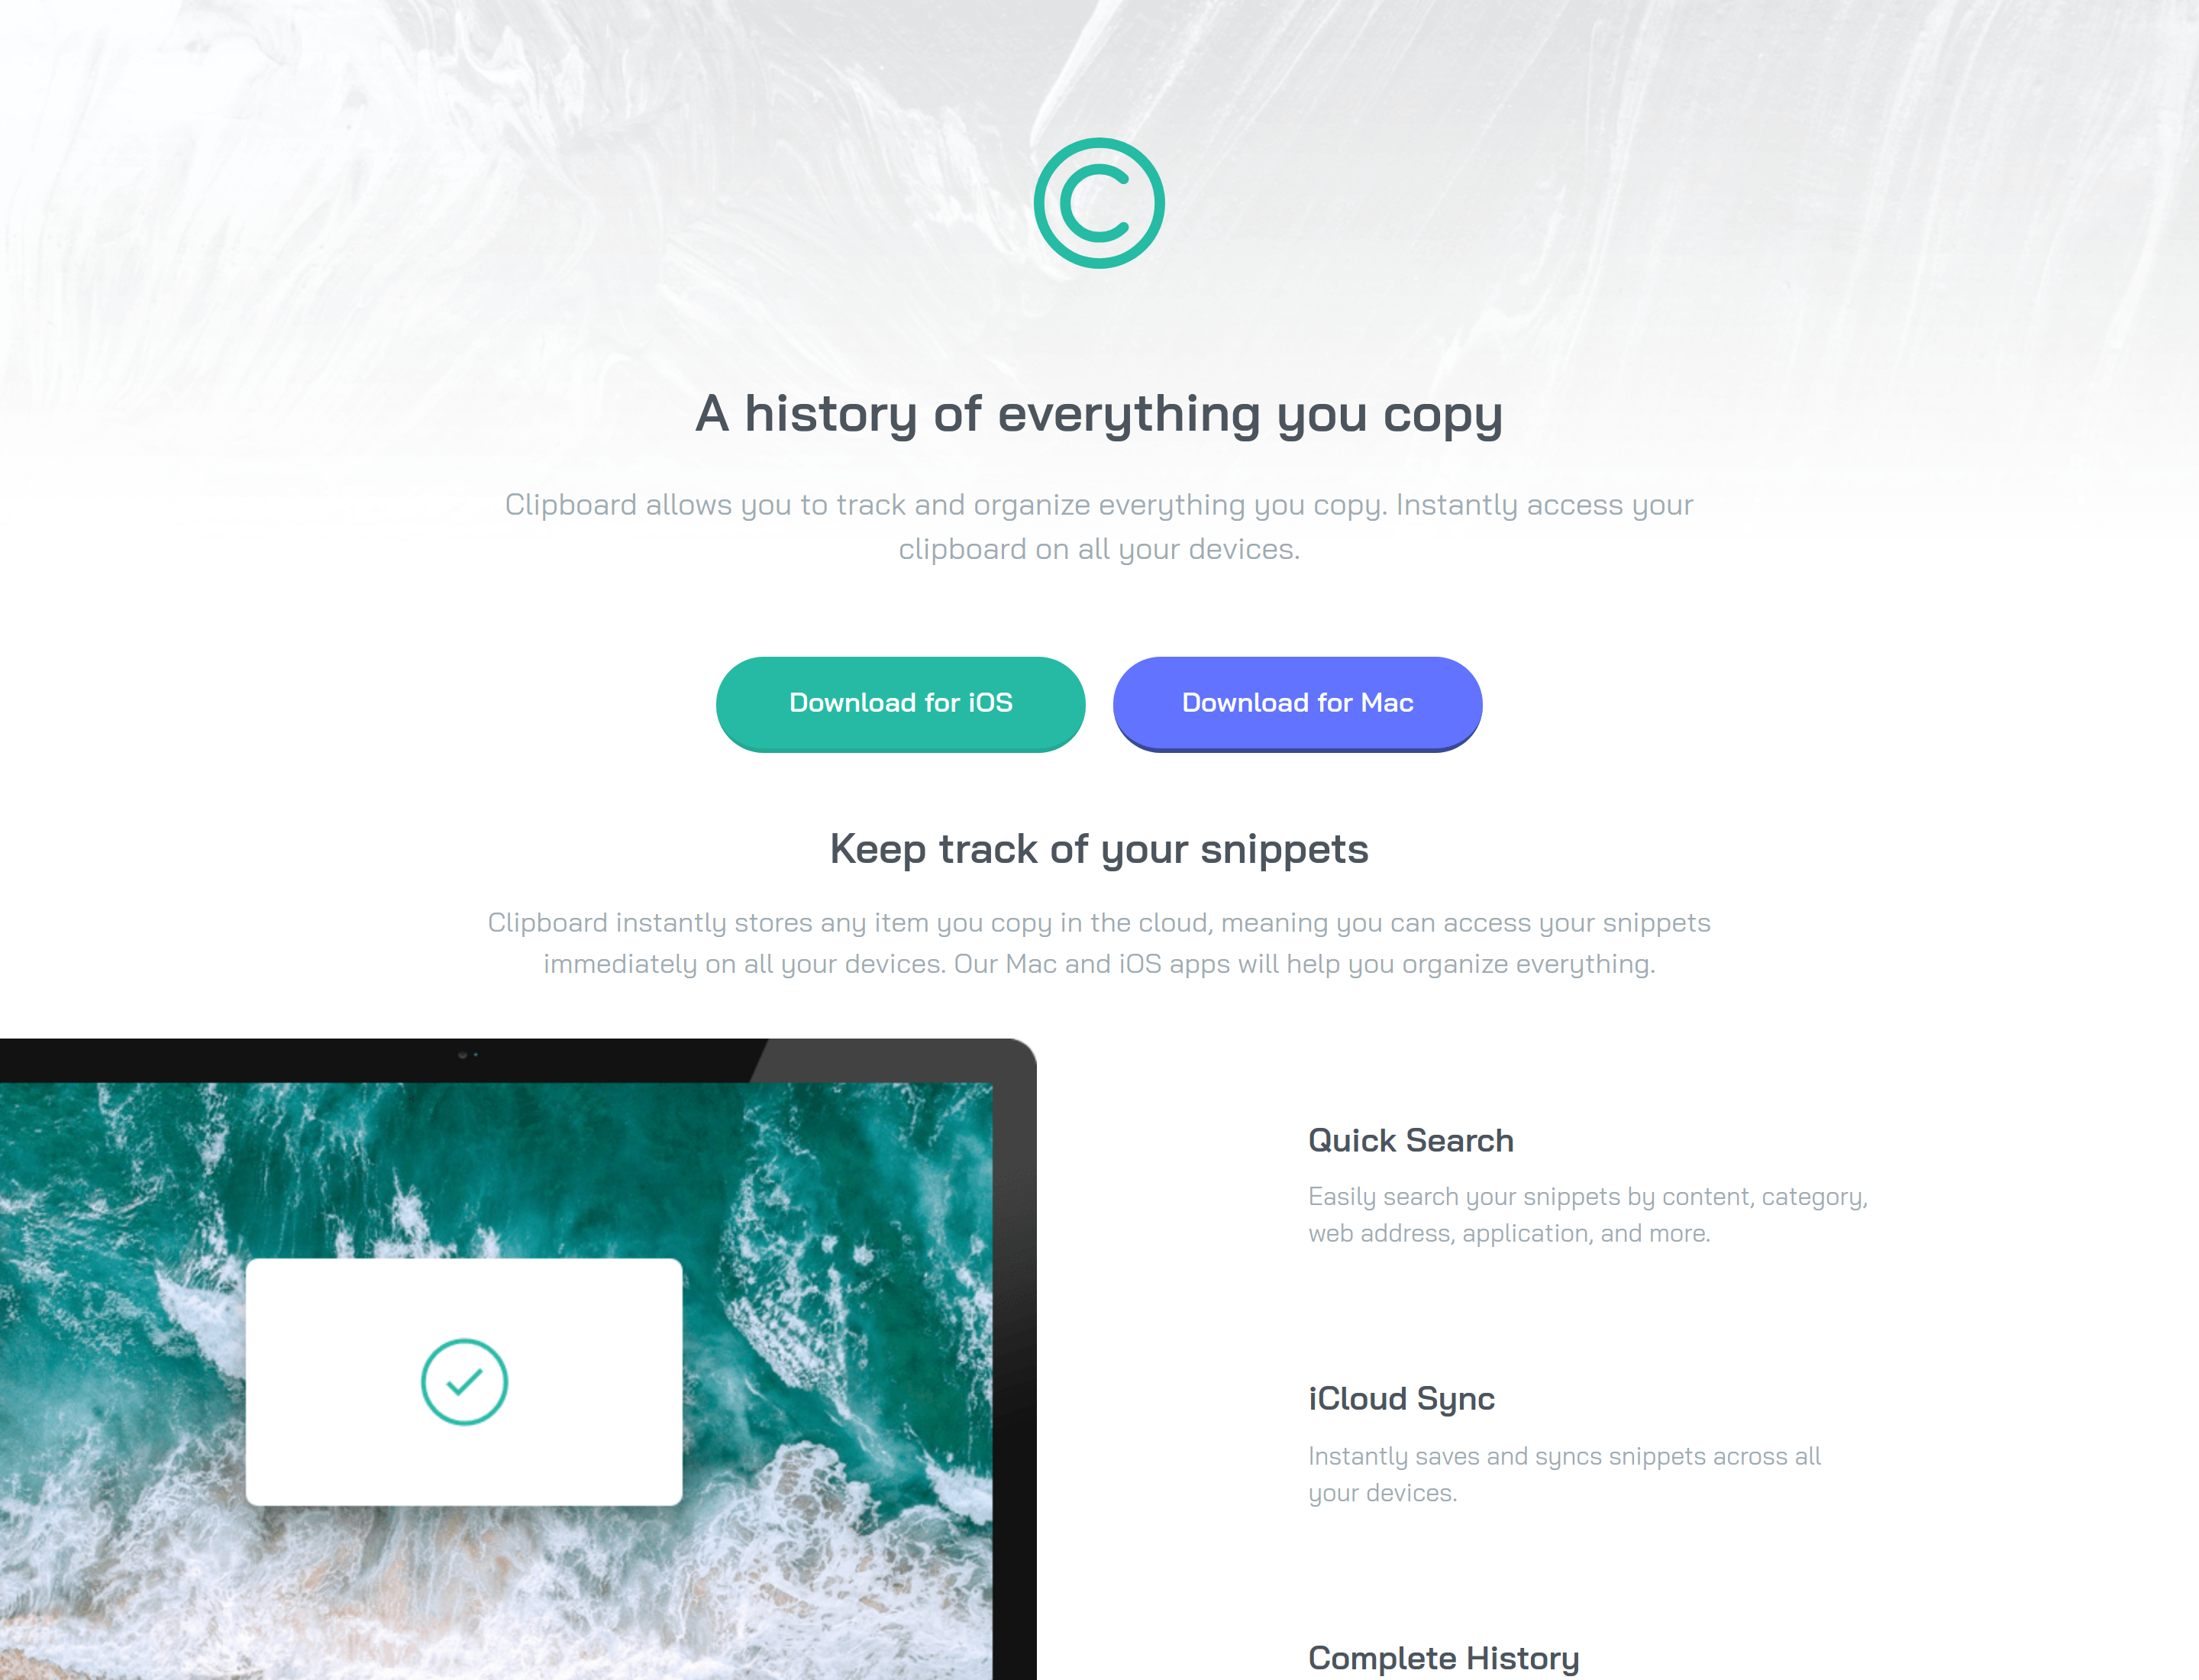 A history of everything you copy
Clipboard allows you to track and organize everything you copy. Instantly access your
clipboard on all your devices.
Download for iOS
Download for Mac
Keep track of your snippets
Clipboard instantly stores any item you copy in the cloud, meaning you can access your snippets
immediately on all your devices. Our Mac and iOS apps will help you organize everything.
Quick Search
Easily search your snippets by content, category,
web address, application, and more.
iCloud Sync
Instantly saves and syncs snippets across all
your devices.
Complete History